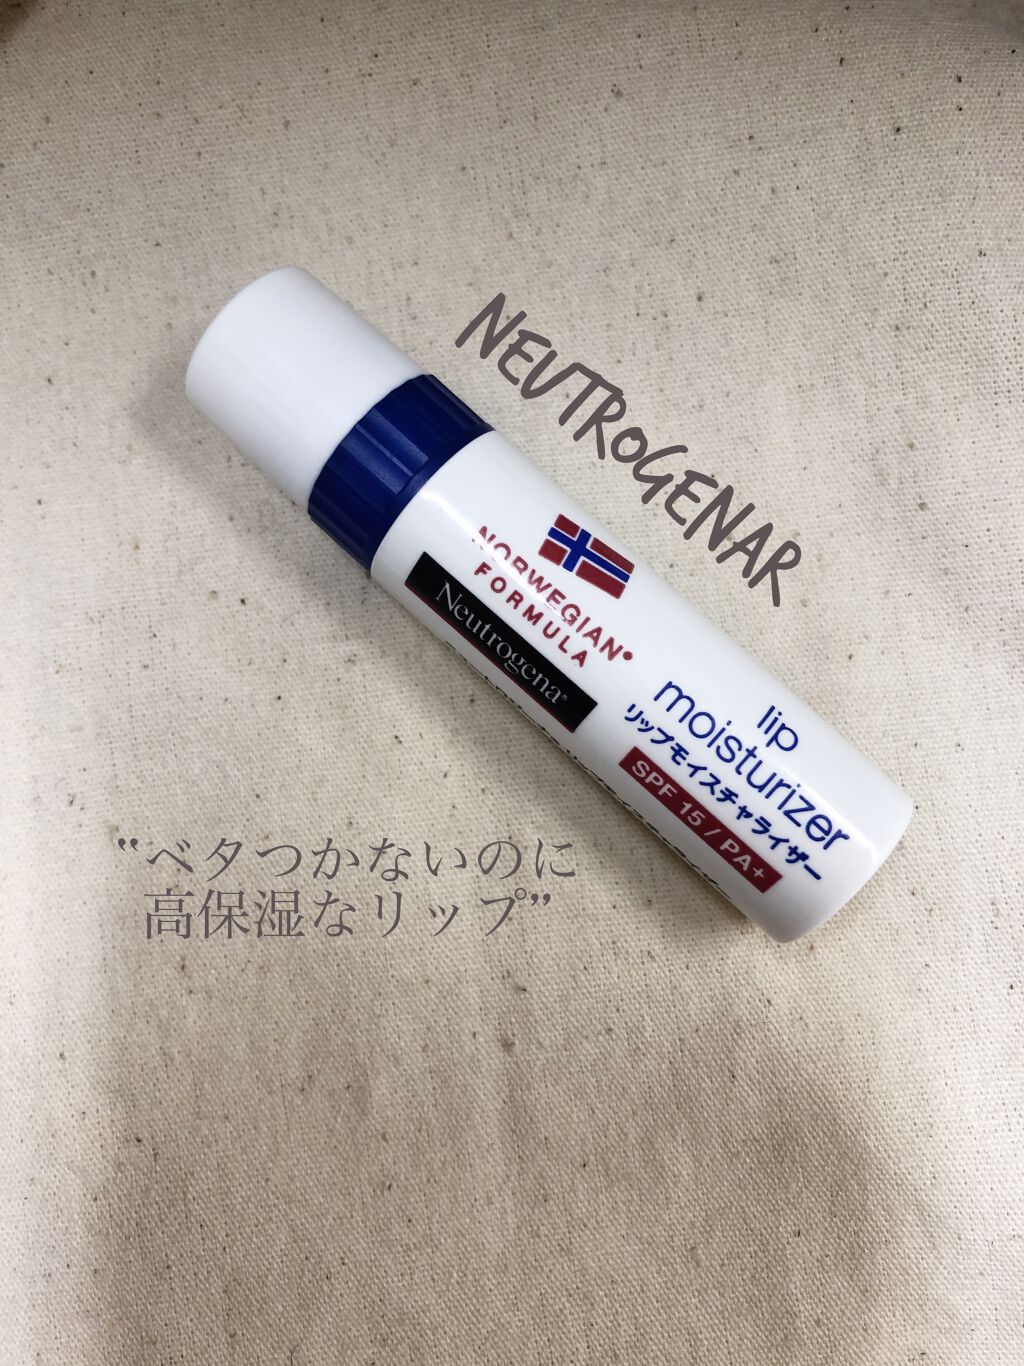 NEUTROGENAR
NORWEGIAN
FORMULA
Neutrogena®
lip
moisturizer
リップモイスチャライザー
SPF 15 / PA+
“ベタつかないのに
高保湿なリップ”